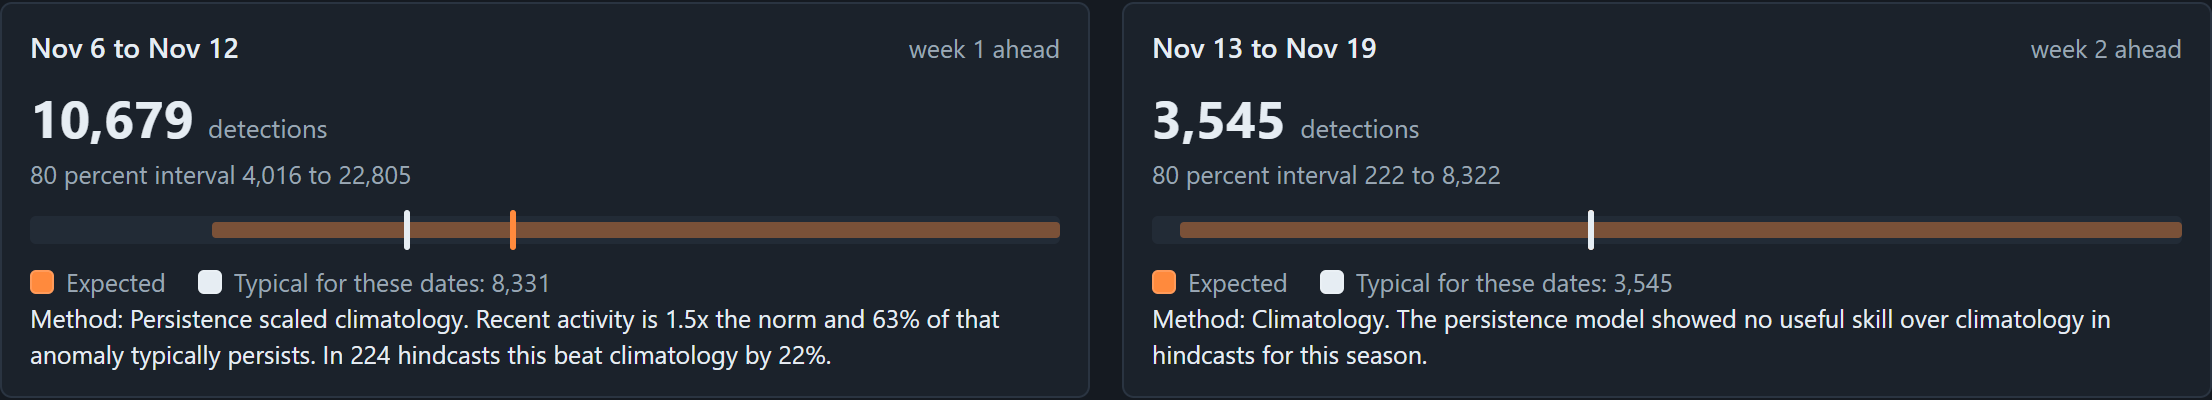 Nov 6 to Nov 12
week 1 ahead
10,679 detections
80 percent interval 4,016 to 22,805
Expected
Typical for these dates: 8,331
Method: Persistence scaled climatology. Recent activity is 1.5x the norm and 63% of that
anomaly typically persists. In 224 hindcasts this beat climatology by 22%.
Nov 13 to Nov 19
week 2 ahead
3,545 detections
80 percent interval 222 to 8,322
Expected
Typical for these dates: 3,545
Method: Climatology. The persistence model showed no useful skill over climatology in
hindcasts for this season.